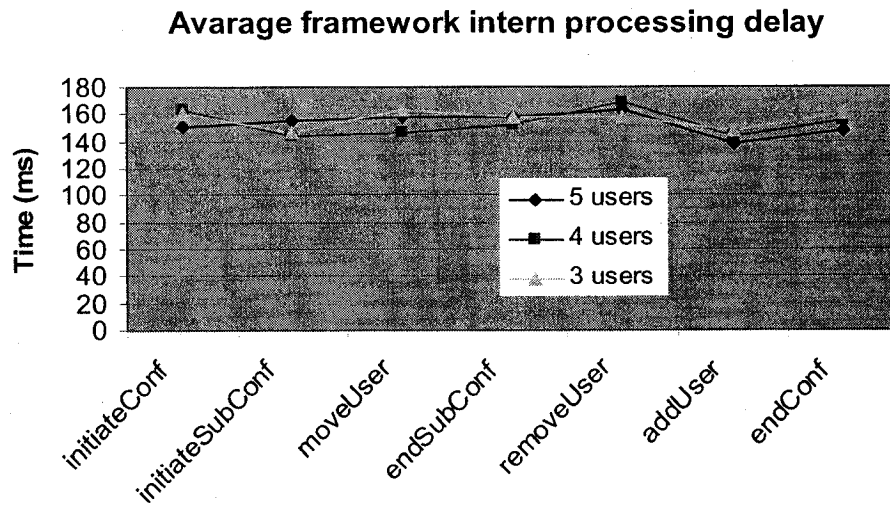 Avarage framework intern processing delay
180
160
140
120
100
80
60
40
20
0
Time (ms)
5 users
4 users
3 users
initiateConf
initiateSubConf
moveUser
endSubConf
removeUser
addUser
endConf